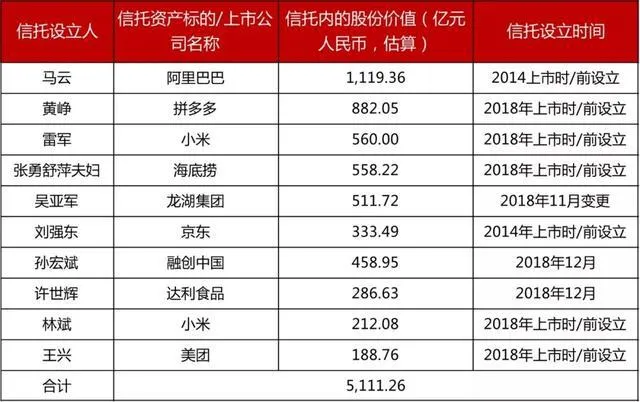 信托设立人 信托资产标的/上市公司名称 信托内的股份价值（亿元人民币，估算） 信托设立时间
马云 阿里巴巴 1,119.36 2014上市时/前设立
黄峥 拼多多 882.05 2018年上市时/前设立
雷军 小米 560.00 2018年上市时/前设立
张勇舒萍夫妇 海底捞 558.22 2018年上市时/前设立
吴亚军 龙湖集团 511.72 2018年11月变更
刘强东 京东 333.49 2014年上市时/前设立
孙宏斌 融创中国 458.95 2018年12月
许世辉 达利食品 286.63 2018年12月
林斌 小米 212.08 2018年上市时/前设立
王兴 美团 188.76 2018年上市时/前设立
合计 5,111.26